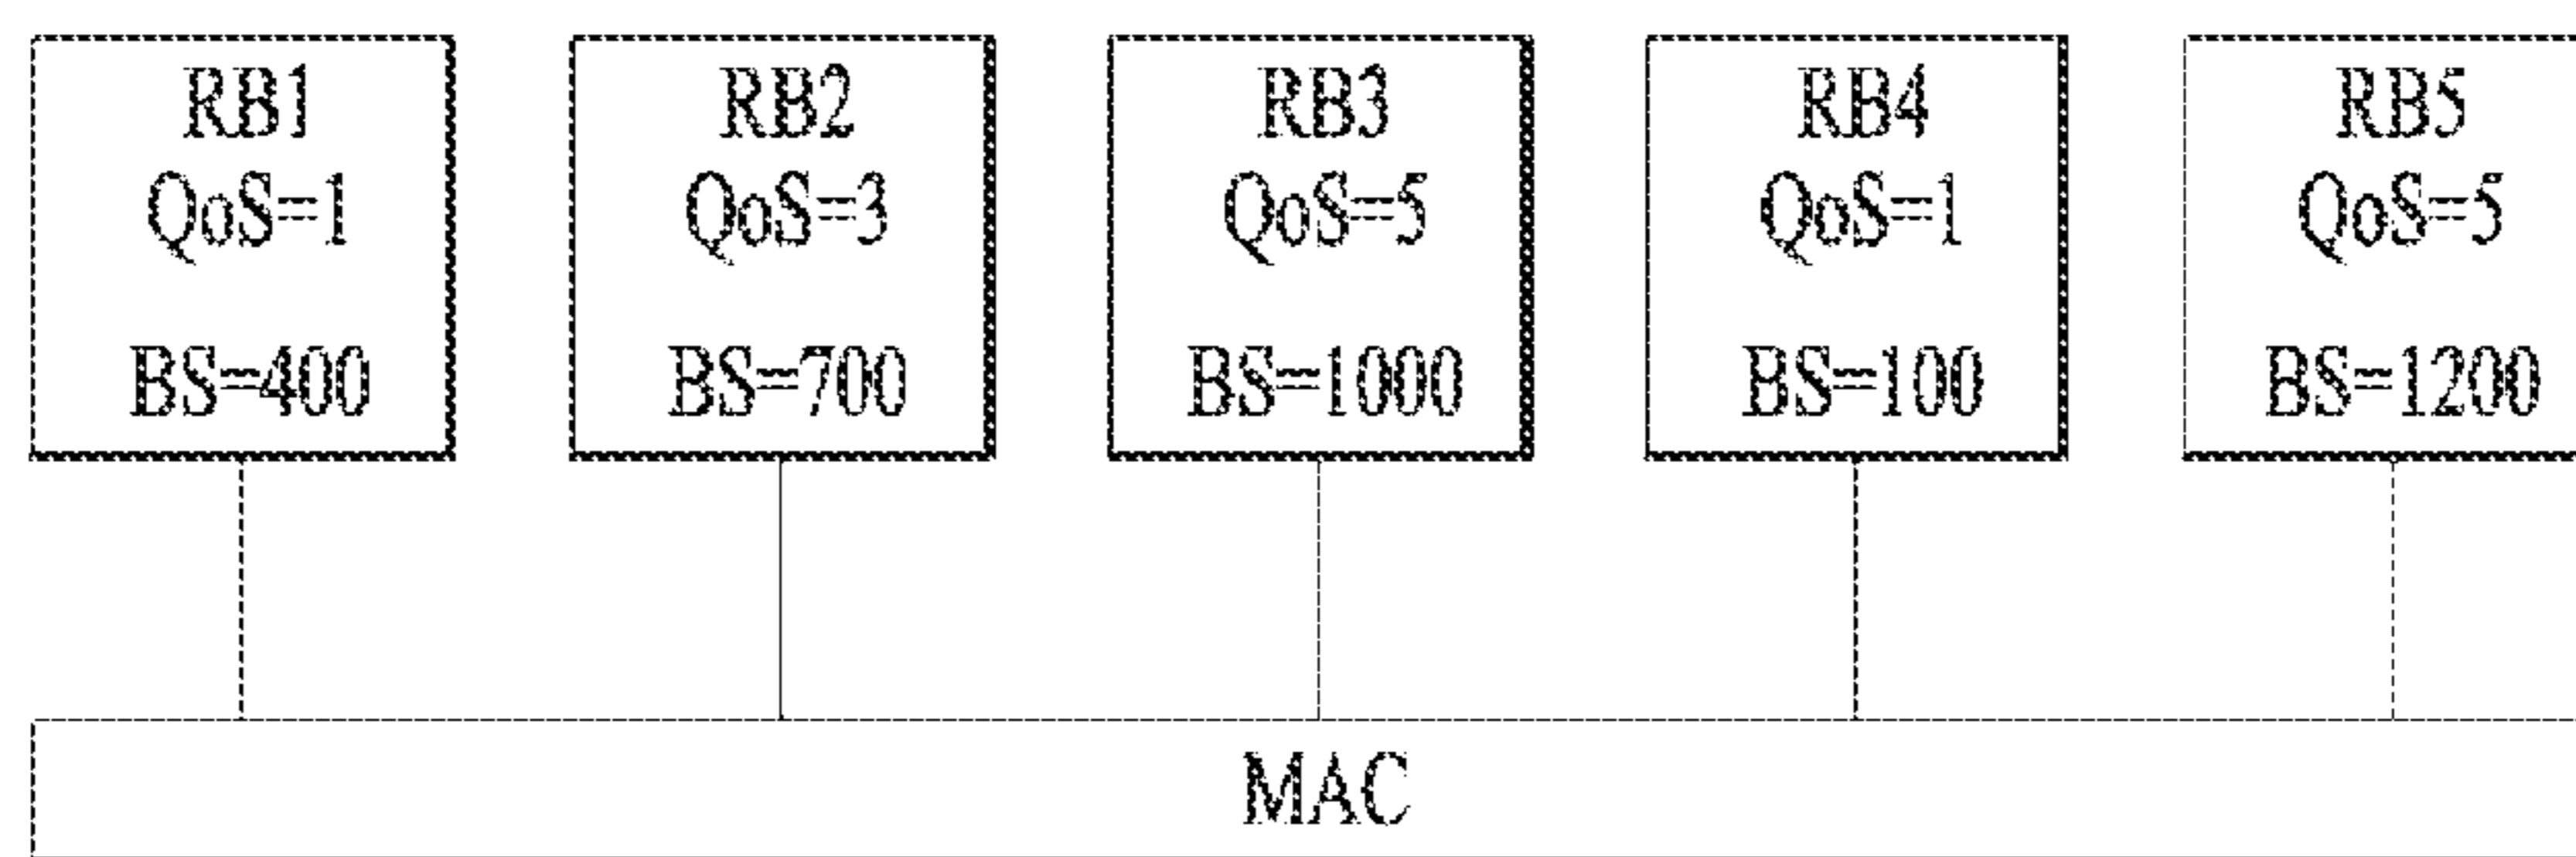 RB1
QoS=1
BS=400
RB2
QoS=3
BS=700
RB3
QoS=5
BS=1000
RB4
QoS=1
BS=100
RB5
QoS=5
BS=1200
MAC